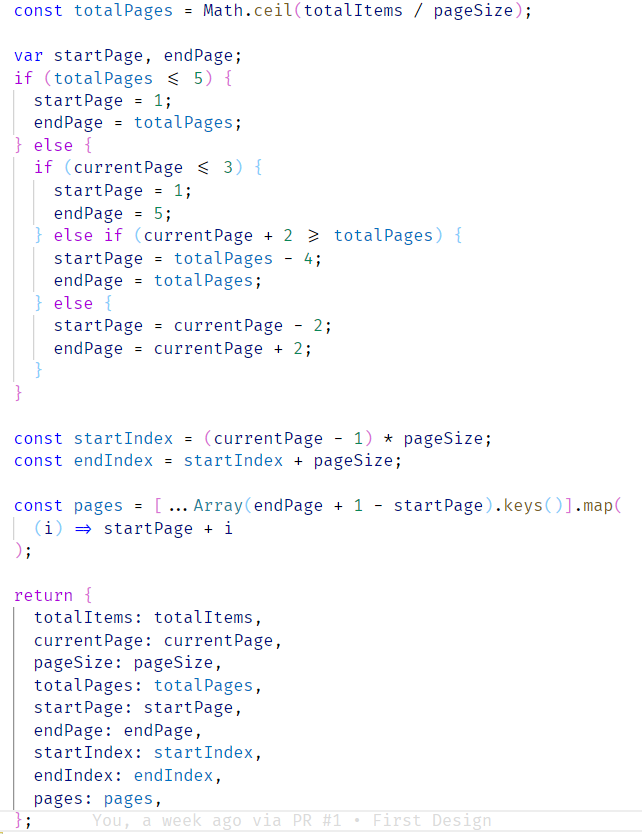 const totalPages = Math.ceil(totalItems / pageSize);

var startPage, endPage;
if (totalPages <= 5) {
  startPage = 1;
  endPage = totalPages;
} else {
  if (currentPage <= 3) {
    startPage = 1;
    endPage = 5;
  } else if (currentPage + 2 >= totalPages) {
    startPage = totalPages - 4;
    endPage = totalPages;
  } else {
    startPage = currentPage - 2;
    endPage = currentPage + 2;
  }
}

const startIndex = (currentPage - 1) * pageSize;
const endIndex = startIndex + pageSize;

const pages = [...Array(endPage + 1 - startPage).keys()].map(
  (i) => startPage + i
);

return {
  totalItems: totalItems,
  currentPage: currentPage,
  pageSize: pageSize,
  totalPages: totalPages,
  startPage: startPage,
  endPage: endPage,
  startIndex: startIndex,
  endIndex: endIndex,
  pages: pages,
};      You, a week ago via PR #1 • First Design